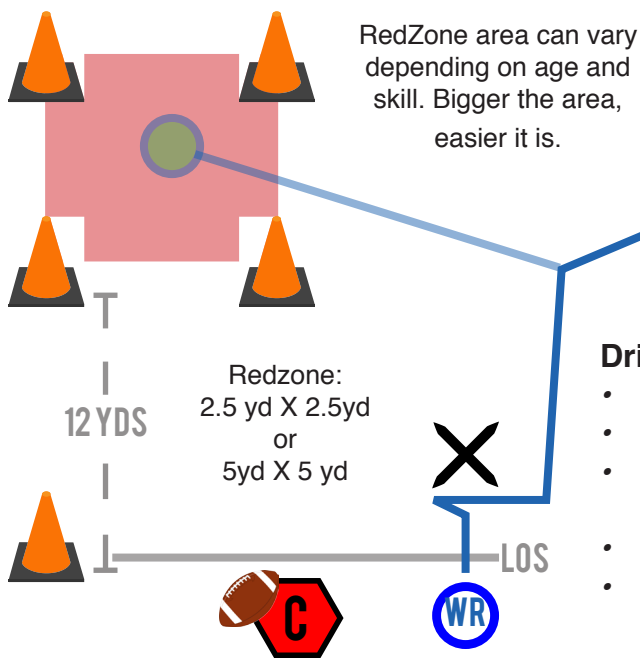 RedZone area can vary
depending on age and
skill. Bigger the area,
easier it is.
Redzone:
2.5 yd X 2.5yd
or
5yd X 5 yd
12 YDS
Dri
LOS
C
WR